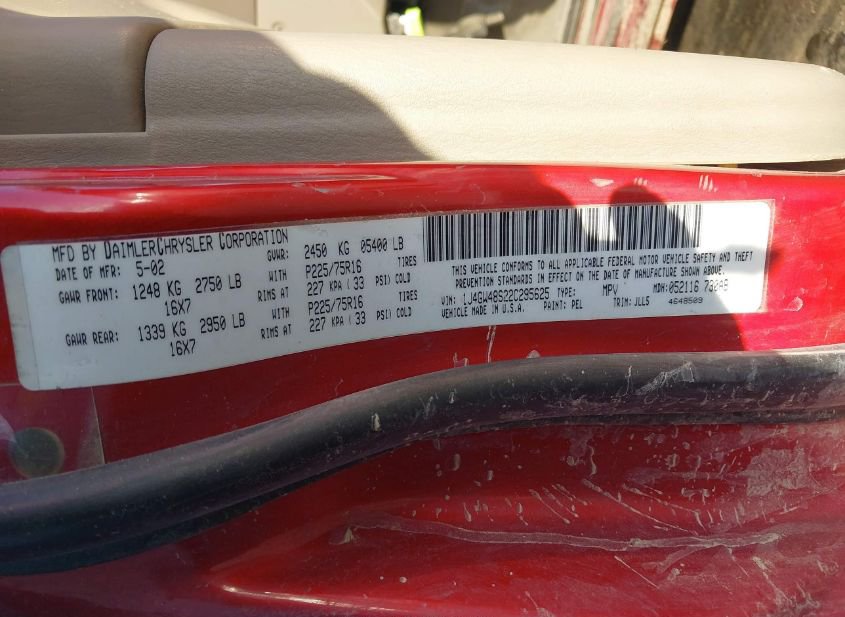 MFD BY DAIMLERCHRYSLER CORPORATION
DATE OF MFR: 5-02 GVWR: 2450 KG 05400 LB
GAWR FRONT: 1248 KG 2750 LB WITH P225/75R16 TIRES
16X7 RIMS AT 227 KPA ( 33 PSI) COLD
GAWR REAR: 1339 KG 2950 LB WITH P225/75R16 TIRES
16X7 RIMS AT 227 KPA ( 33 PSI) COLD
THIS VEHICLE CONFORMS TO ALL APPLICABLE FEDERAL MOTOR VEHICLE SAFETY AND THEFT
PREVENTION STANDARDS IN EFFECT ON THE DATE OF MANUFACTURE SHOWN ABOVE.
VIN: 1J4GW48S22C295625 TYPE: MPV MDH: 052116
VEHICLE MADE IN U.S.A. PAINT: PEL TRIM: JLLS 4648509